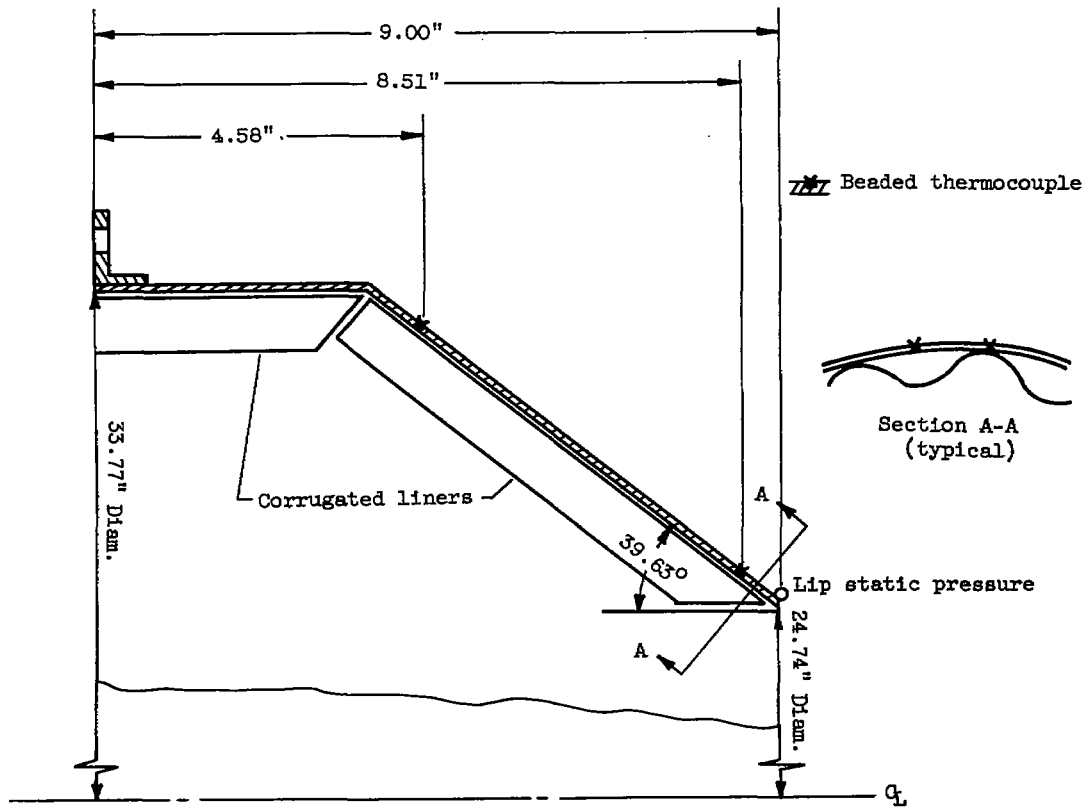 9.00"
8.51"
4.58"
Beaded thermocouple
33.77" Diam.
Corrugated liners
39.63°
A
A
Section A-A
(typical)
Lip static pressure
24.74" Diam.
CL